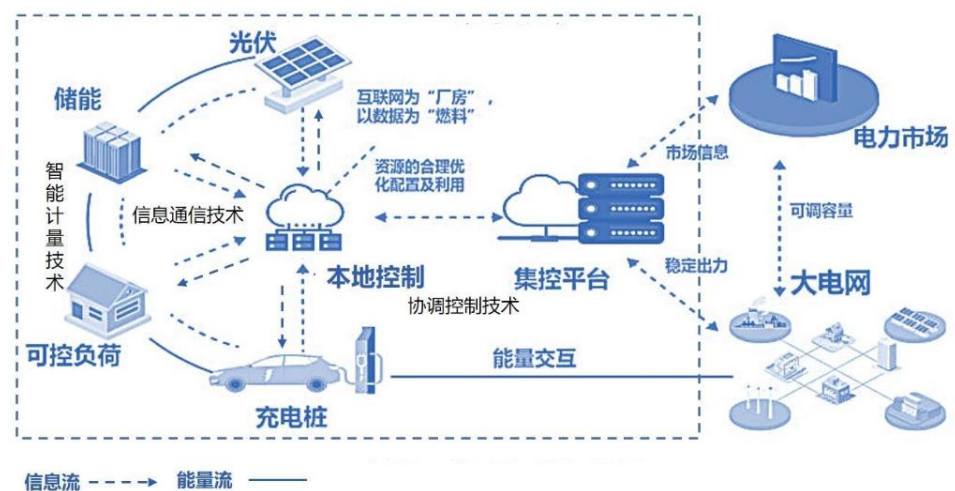 光伏
储能
互联网为“厂房”，
以数据为“燃料”
电力市场
市场信息
资源的合理优
化配置及利用
智能计量技术
信息通信技术
可调容量
本地控制
集控平台
稳定出力
大电网
协调控制技术
可控负荷
能量交互
充电桩
信息流
能量流